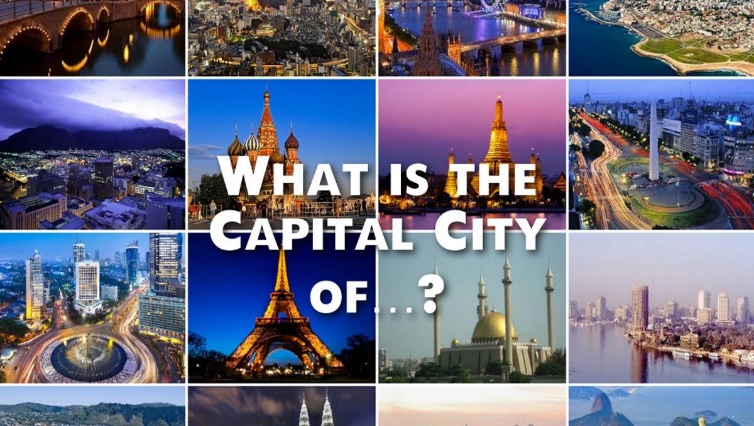 What is the
Capital City
of...?